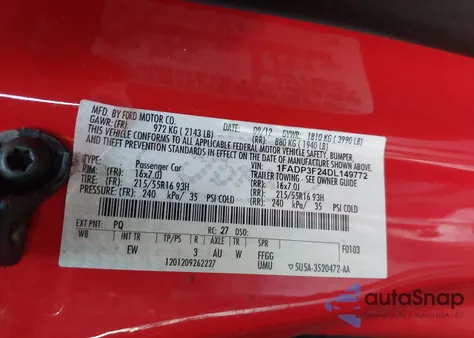 MFD. BY FORD MOTOR CO. DATE: 09/12 GVWR: 1810 KG ( 3990 LB)
GAWR: (FR) 972 KG ( 2143 LB) (RR) 880 KG ( 1940 LB)
THIS VEHICLE CONFORMS TO ALL APPLICABLE FEDERAL MOTOR VEHICLE SAFETY, BUMPER,
AND THEFT PREVENTION STANDARDS IN EFFECT ON THE DATE OF MANUFACTURE SHOWN ABOVE.
VIN: 1FADP3F24DL149772
TYPE: Passenger Car TRAILER TOWING - SEE OWNERS GUIDE
RIM: (FR) 16x7.0J (RR) 16x7.0J
TIRE: (FR) 215/55R16 93H (RR) 215/55R16 93H
PRESSURE: (FR) 240 kPa/ 35 PSI COLD (RR) 240 kPa/ 35 PSI COLD
EXT PNT: PQ RC: 27 DSO: F0103
WB INT TR TP/PS R AXLE TR SPR
EW 3 AU W FFGG
1201209262227 UMU 5U5A-3520472-AA
autoSnap